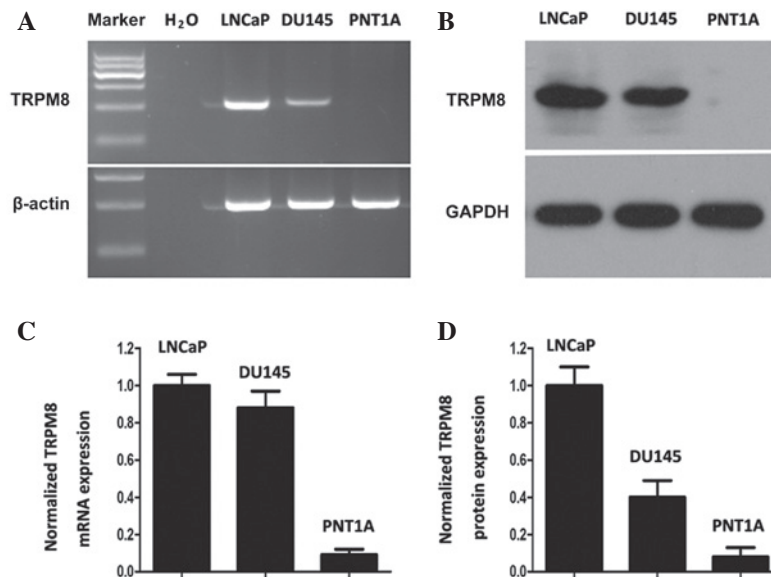 A
Marker H₂O LNCaP DU145 PNT1A
TRPM8
β-actin
B
LNCaP DU145 PNT1A
TRPM8
GAPDH
C
Normalized TRPM8
mRNA expression
1.2
1.0
0.8
0.6
0.4
0.2
0.0
LNCaP
DU145
PNT1A
D
Normalized TRPM8
protein expression
1.2
1.0
0.8
0.6
0.4
0.2
0.0
LNCaP
DU145
PNT1A